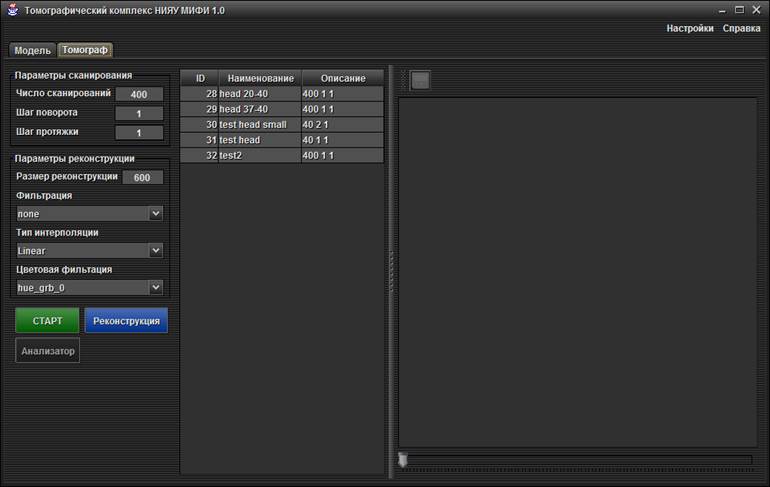 Томографический комплекс НИЯУ МИФИ 1.0
Настройки Справка
Модель Томограф
Параметры сканирования
Число сканирований 400
Шаг поворота 1
Шаг протяжки 1
Параметры реконструкции
Размер реконструкции 600
Фильтрация
none
Тип интерполяции
Linear
Цветовая фильтация
hue_grb_0
СТАРТ Реконструкция
Анализатор
ID Наименование Описание
28 head 20-40 400 1 1
29 head 37-40 400 1 1
30 test head small 40 2 1
31 test head 40 1 1
32 test2 400 1 1